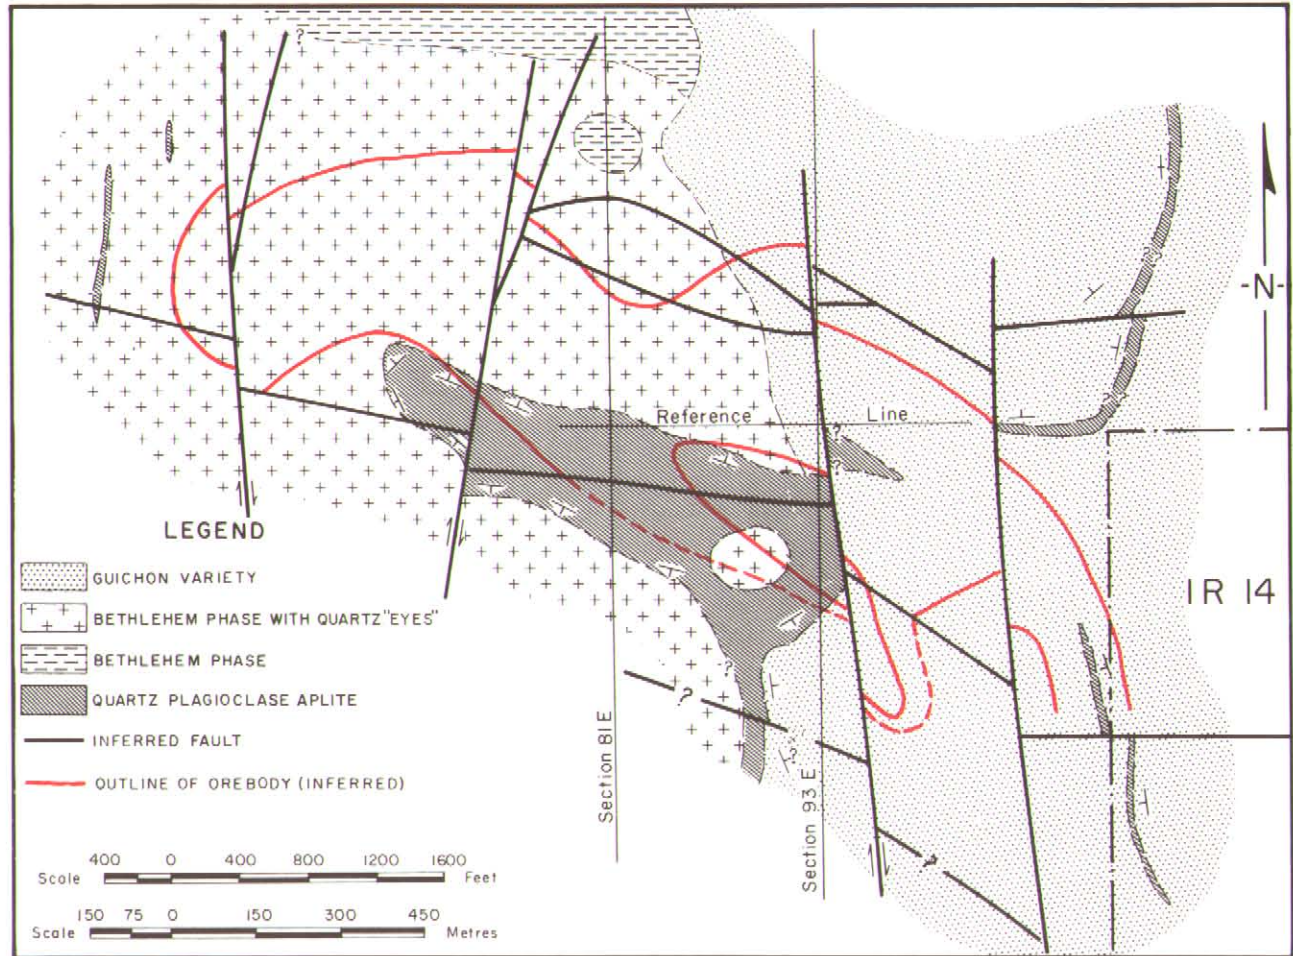 ?
-N-
Reference Line
?
?
LEGEND
GUICHON VARIETY
BETHLEHEM PHASE WITH QUARTZ "EYES"
BETHLEHEM PHASE
QUARTZ PLAGIOCLASE APLITE
INFERRED FAULT
OUTLINE OF OREBODY (INFERRED)
IR 14
?
?
?
?
Section 81 E
Section 93 E
400 0 400 800 1200 1600
Scale Feet
150 75 0 150 300 450
Scale Metres